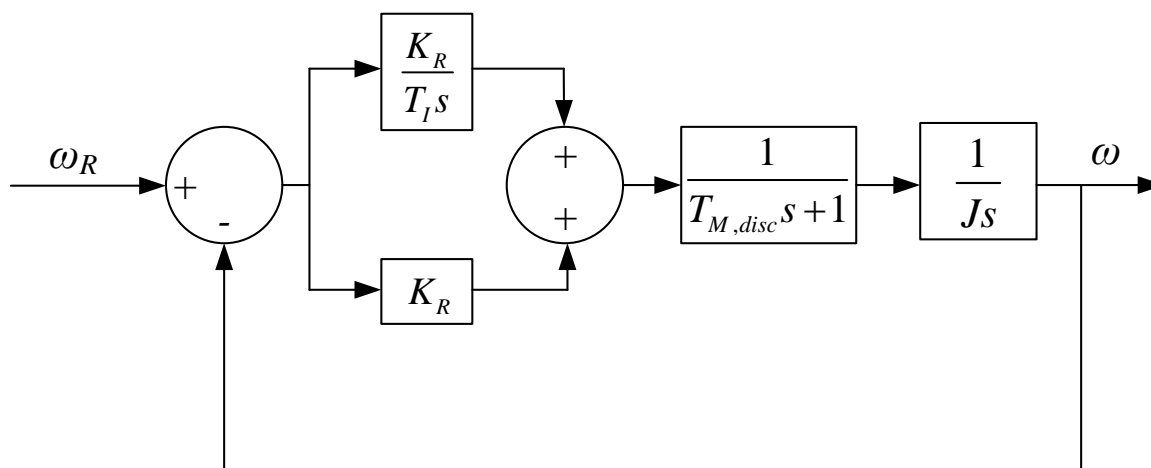 K_R
T_I s
ω_R
+
-
+
+
1
T_{M,disc}s+1
1
Js
ω
K_R